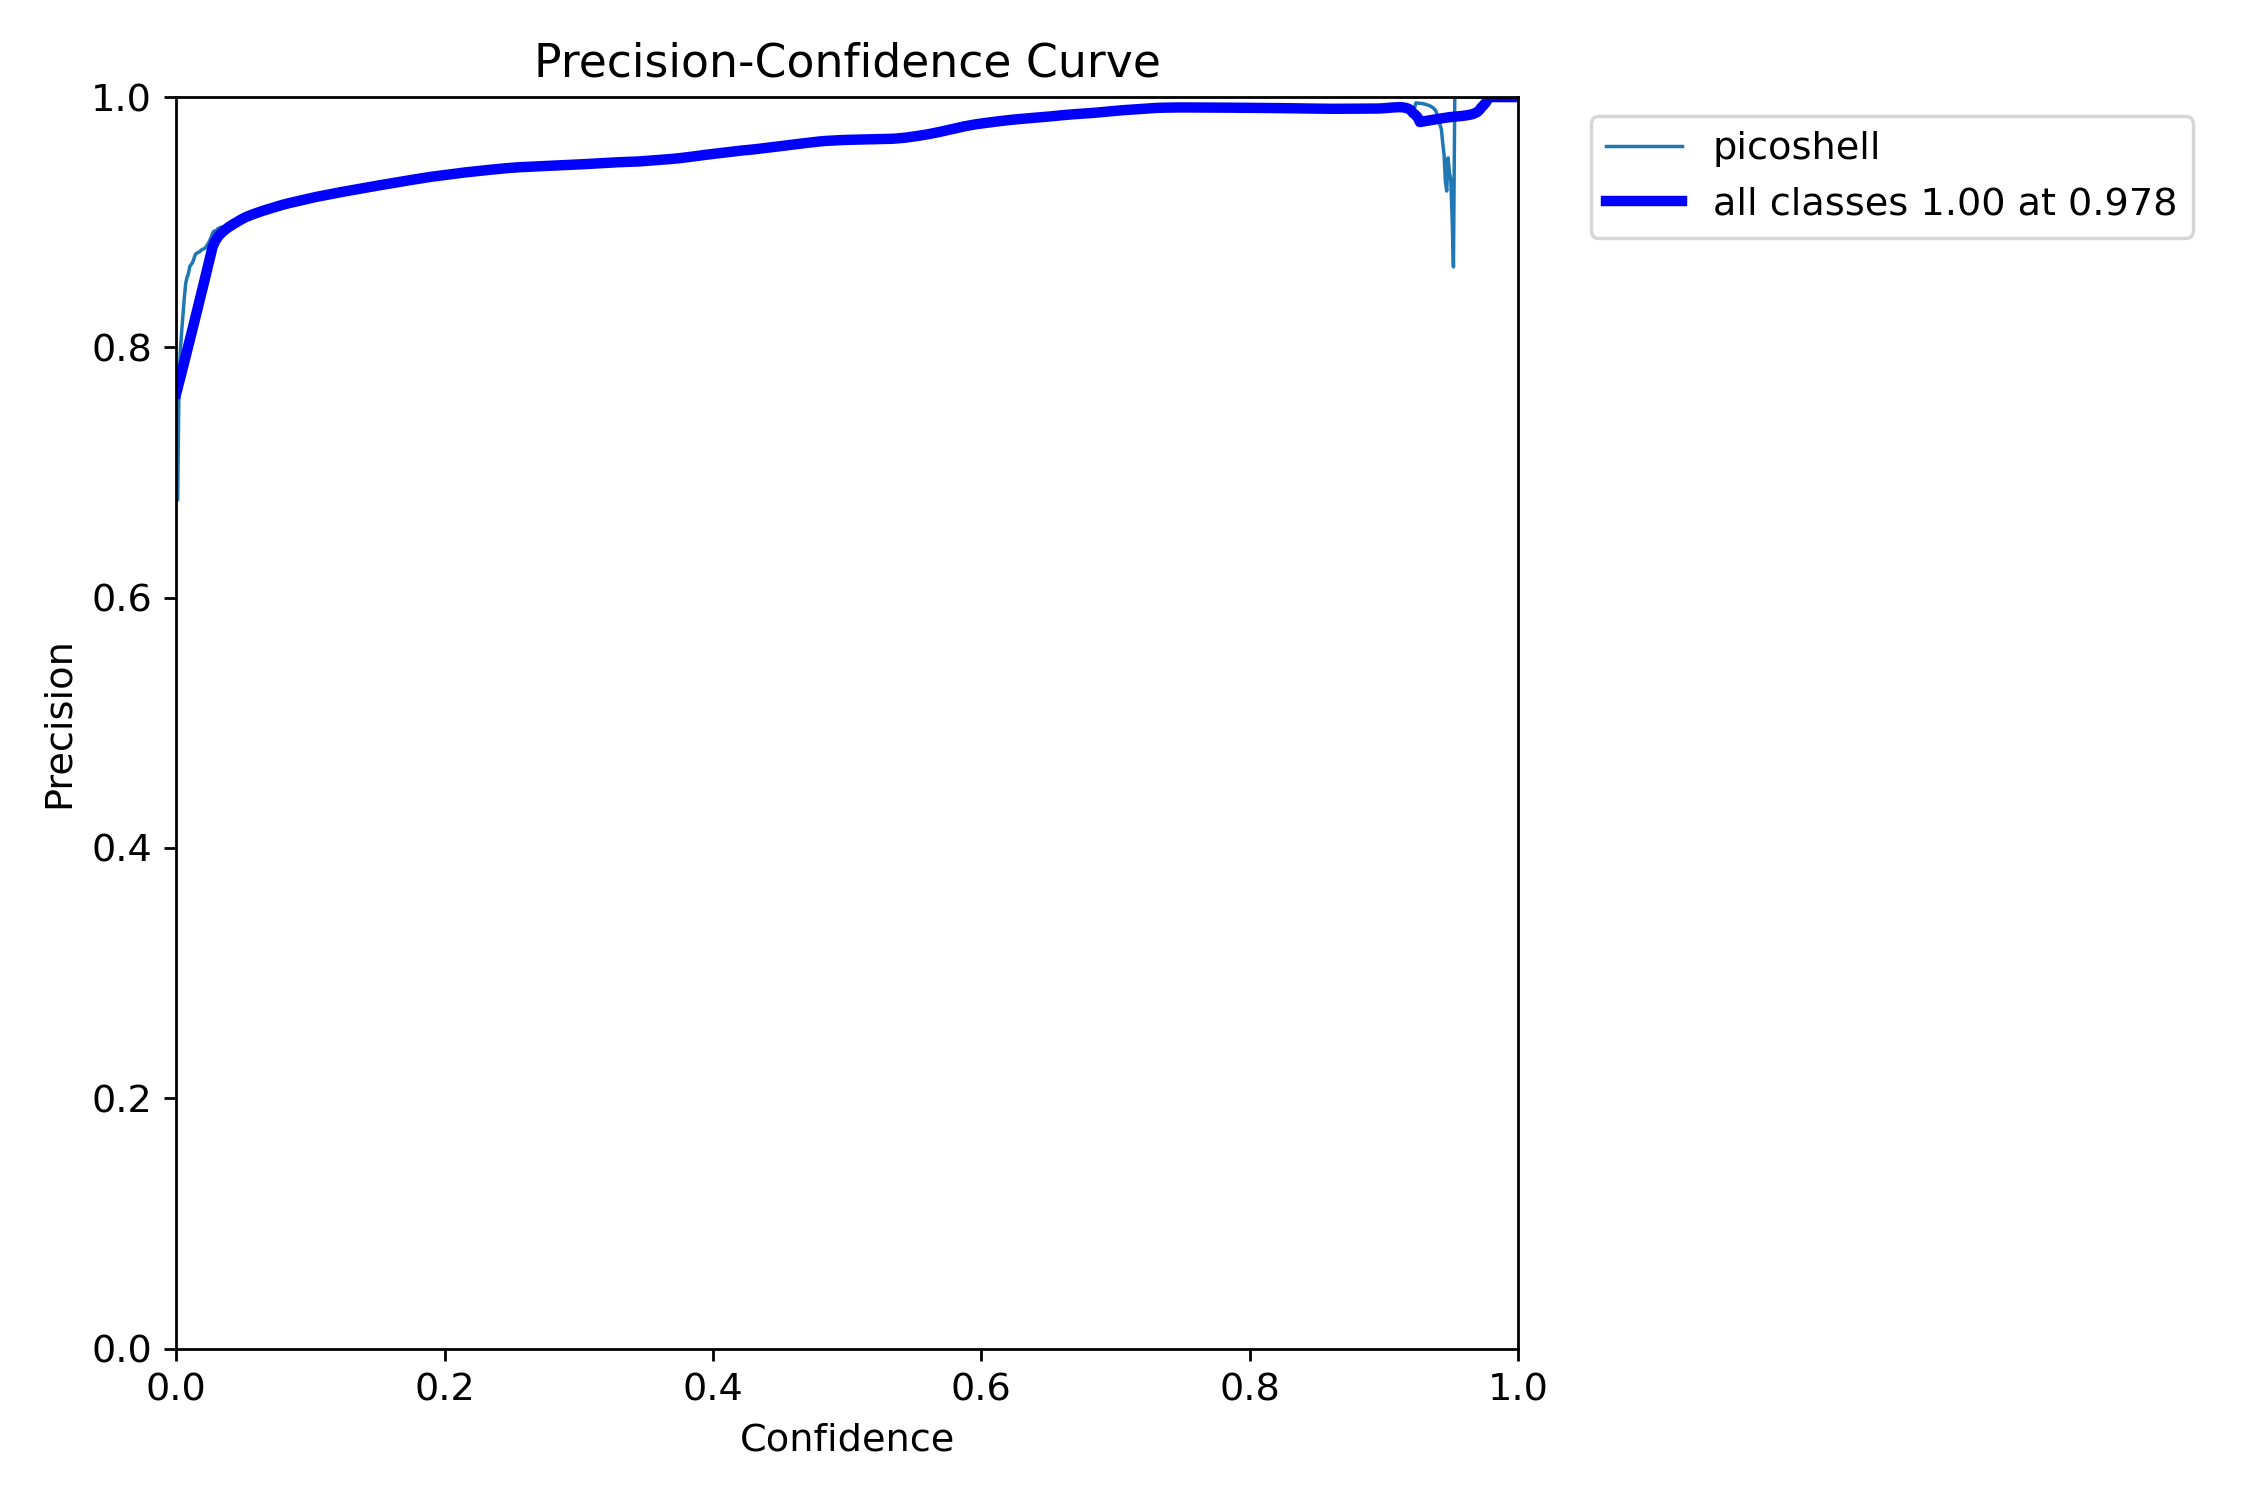 Precision-Confidence Curve
1.0
0.8
0.6
0.4
0.2
0.0
Precision
0.0 0.2 0.4 0.6 0.8 1.0
Confidence
picoshell
all classes 1.00 at 0.978